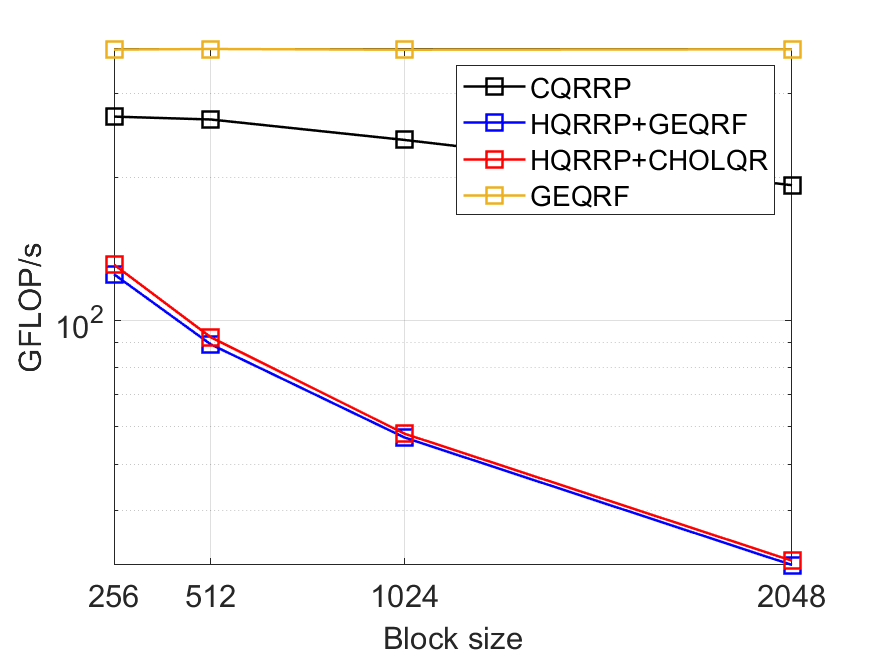 CQRRP
HQRRP+GEQRF
HQRRP+CHOLQR
GEQRF
GFLOP/s
10^2
256 512 1024 2048
Block size